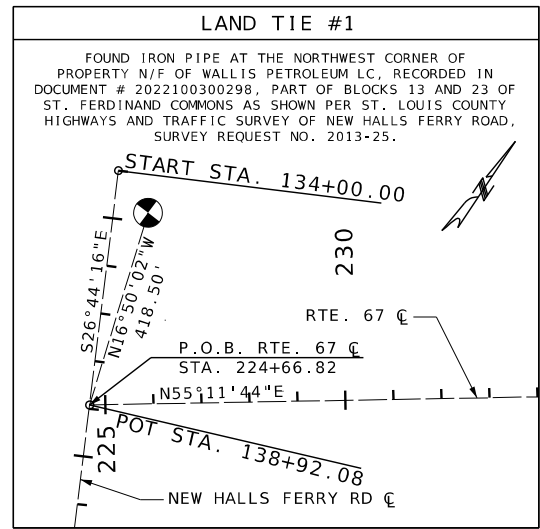 LAND TIE #1
FOUND IRON PIPE AT THE NORTHWEST CORNER OF
PROPERTY N/F OF WALLIS PETROLEUM LC, RECORDED IN
DOCUMENT # 2022100300298, PART OF BLOCKS 13 AND 23 OF
ST. FERDINAND COMMONS AS SHOWN PER ST. LOUIS COUNTY
HIGHWAYS AND TRAFFIC SURVEY OF NEW HALLS FERRY ROAD,
SURVEY REQUEST NO. 2013-25.
START STA. 134+00.00
N
S26°44'16"E
N16°50'02"W
418.50'
230
RTE. 67 ℄
P.O.B. RTE. 67 ℄
STA. 224+66.82
N55°11'44"E
225
POT STA. 138+92.08
NEW HALLS FERRY RD ℄